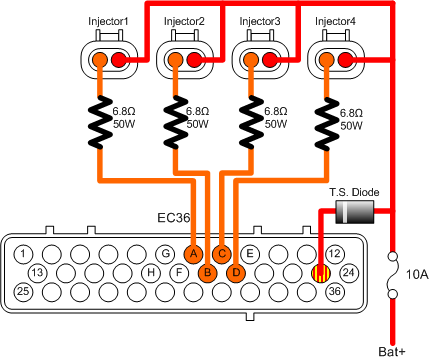 Injector1 Injector2 Injector3 Injector4
6.8Ω 6.8Ω 6.8Ω 6.8Ω
50W 50W 50W 50W
T.S. Diode
EC36
1 G A C E 12
13 H F B D 24
25 36
10A
Bat+